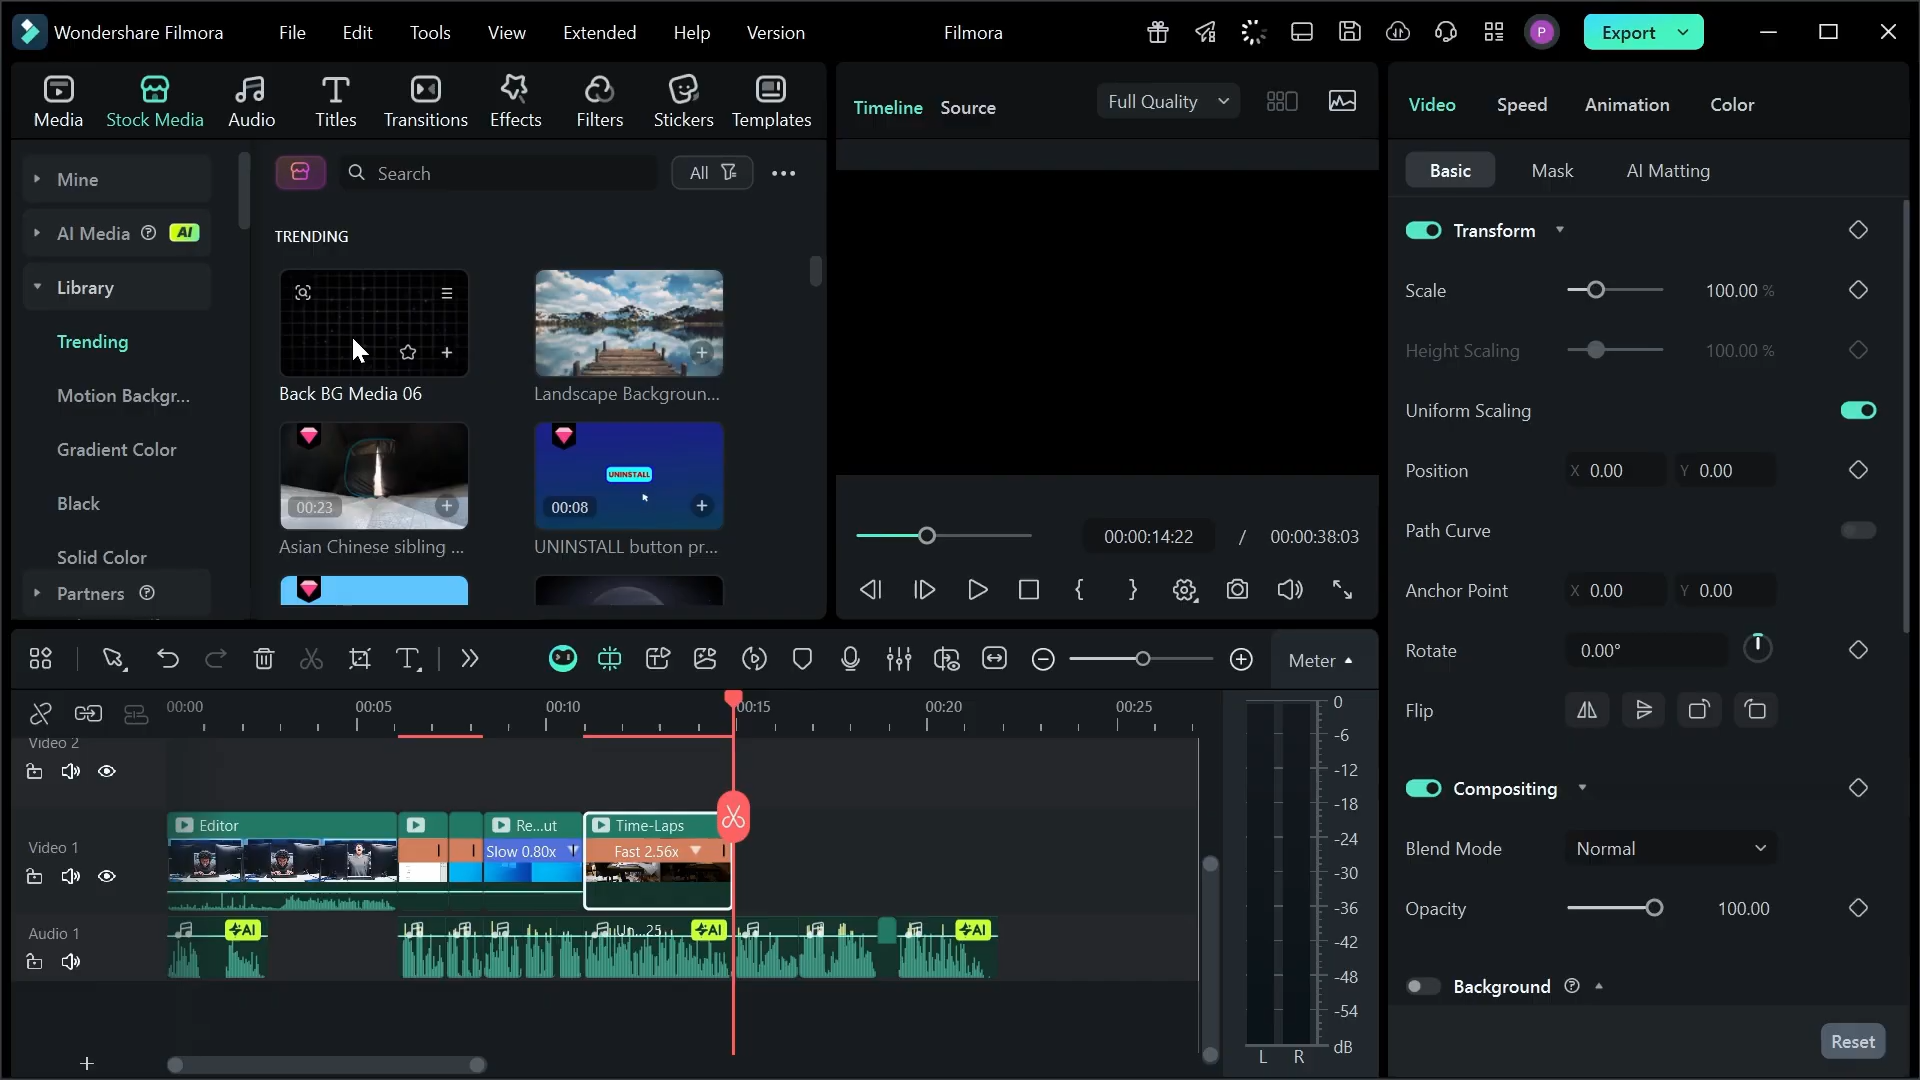 Wondershare Filmora File Edit Tools View Extended Help Version Filmora P Export
Media Stock Media Audio Titles Transitions Effects Filters Stickers Templates
Timeline Source Full Quality
Video Speed Animation Color
Mine
AI Media AI
Library
Trending
Motion Backgr...
Gradient Color
Black
Solid Color
Partners
Search All
TRENDING
Back BG Media 06
Landscape Backgroun...
00:23
Asian Chinese sibling ...
UNINSTALL
00:08
UNINSTALL button pr...
00:00:14:22 / 00:00:38:03
Basic Mask AI Matting
Transform
Scale 100.00 %
Height Scaling 100.00 %
Uniform Scaling
Position X 0.00 Y 0.00
Path Curve
Anchor Point X 0.00 Y 0.00
Rotate 0.00°
Flip
Compositing
Blend Mode Normal
Opacity 100.00
Background
Reset
Meter
00:00 00:05 00:10 00:15 00:20 00:25
Video 2
Video 1
Editor
Re...ut
Slow 0.80x
Time-Laps
Fast 2.56x
Audio 1
AI
Un...25
AI
AI
0
-6
-12
-18
-24
-30
-36
-42
-48
-54
dB
L R